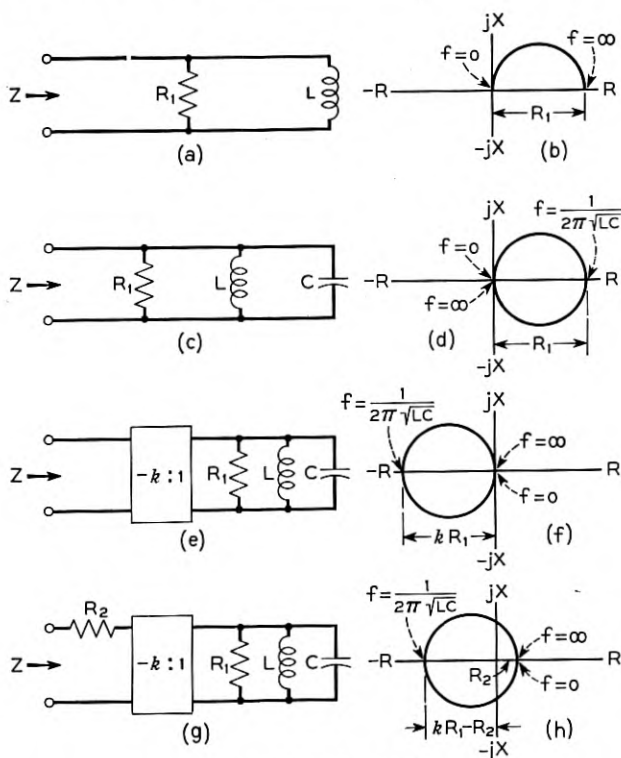 Z → R₁ L
(a)
jX
f=0 f=∞
-R R
R₁
-jX (b)
Z → R₁ L C
(c)
jX f=1/2π√LC
f=0
-R R
f=∞
(d) R₁
-jX
Z → -k : 1 R₁ L C
(e)
f=1/2π√LC jX
f=∞
-R R
f=0
k R₁ (f)
-jX
R₂
Z → -k : 1 R₁ L C
(g)
f=1/2π√LC jX
f=∞
-R R
R₂ f=0
kR₁-R₂ (h)
-jX